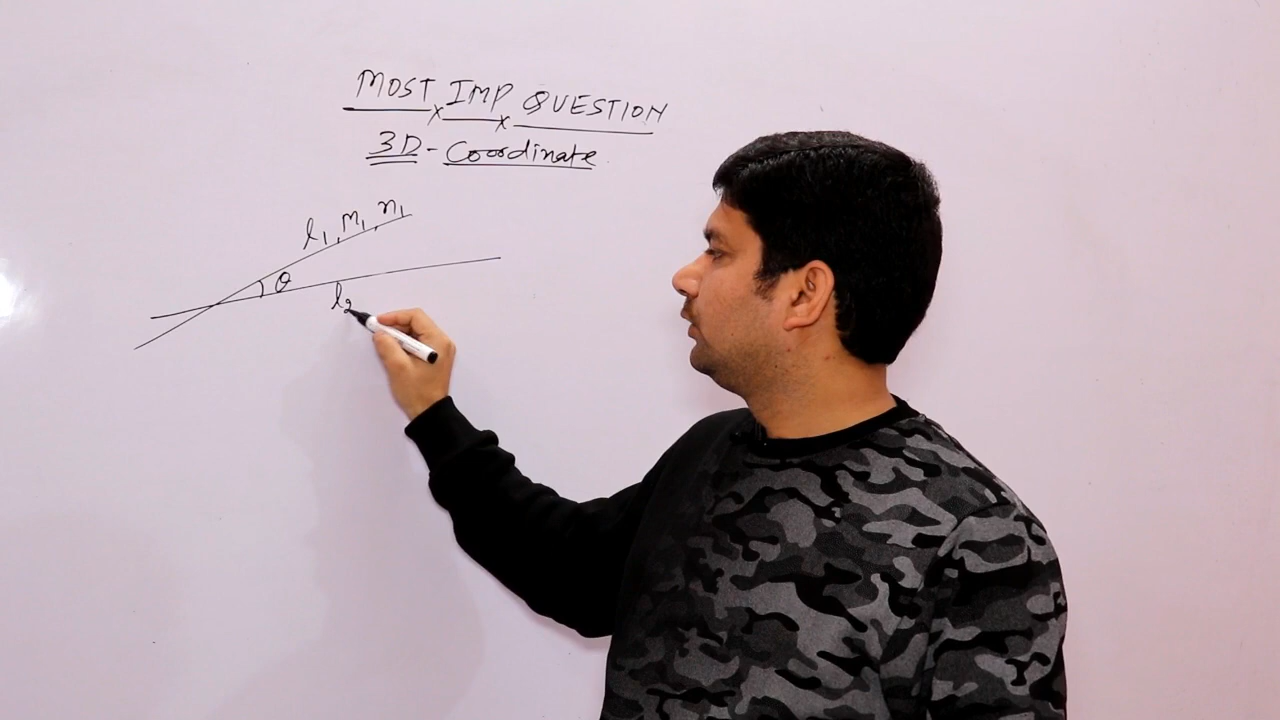 MOST IMP QUESTION
3D - Coordinate
l₁, m₁, n₁
θ
l₂